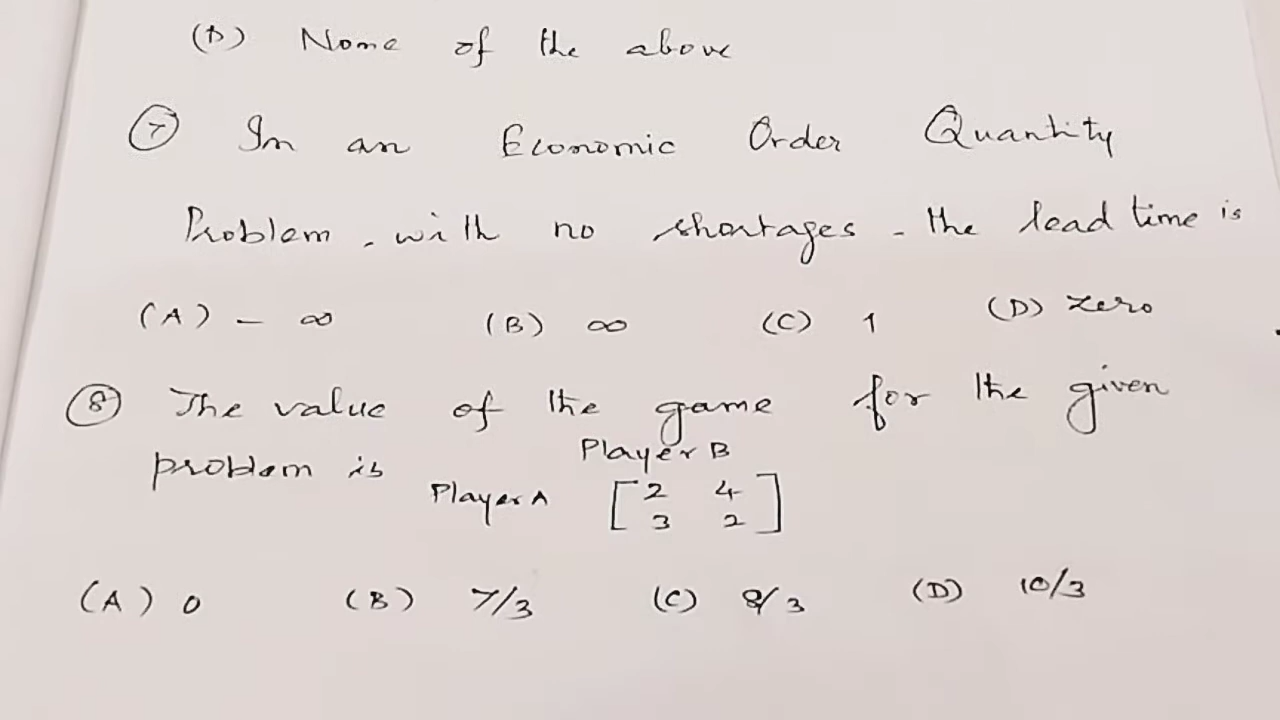 (D) None of the above
(7) In an Economic Order Quantity
Problem, with no shortages - the lead time is
(A) - ∞ (B) ∞ (C) 1 (D) Zero
(8) The value of the game for the given
problem is
Player B
Player A [2 4
3 2]
(A) 0 (B) 7/3 (C) 8/3 (D) 10/3